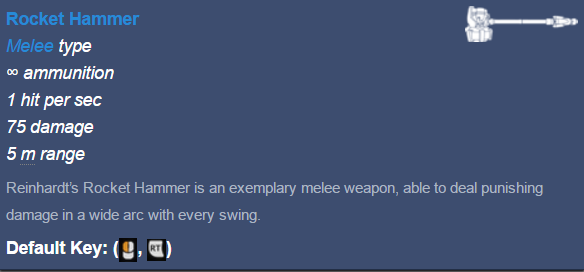 Rocket Hammer
Melee type
∞ ammunition
1 hit per sec
75 damage
5 m range
Reinhardt's Rocket Hammer is an exemplary melee weapon, able to deal punishing
damage in a wide arc with every swing.
Default Key: ( , RT)